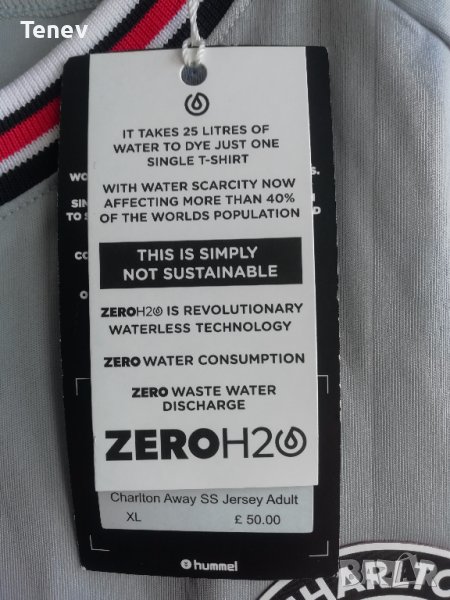 Tenev
IT TAKES 25 LITRES OF
WATER TO DYE JUST ONE
SINGLE T-SHIRT
WITH WATER SCARCITY NOW
AFFECTING MORE THAN 40%
OF THE WORLDS POPULATION
THIS IS SIMPLY
NOT SUSTAINABLE
ZEROH2O IS REVOLUTIONARY
WATERLESS TECHNOLOGY
ZERO WATER CONSUMPTION
ZERO WASTE WATER
DISCHARGE
ZEROH2O
Charlton Away SS Jersey Adult
XL £ 50.00
hummel